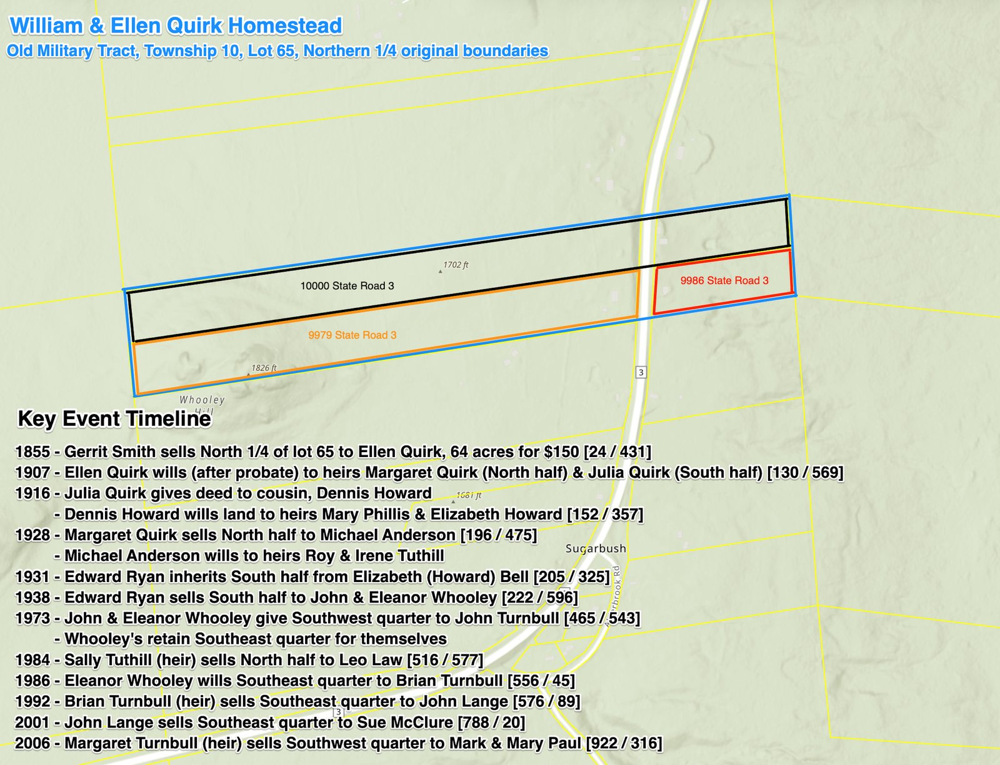 William & Ellen Quirk Homestead
Old Military Tract, Township 10, Lot 65, Northern 1/4 original boundaries
1702 ft
10000 State Road 3
9986 State Road 3
9979 State Road 3
1826 ft
3
Whooley
Hill
Key Event Timeline
1855 - Gerrit Smith sells North 1/4 of lot 65 to Ellen Quirk, 64 acres for $150 [24 / 431]
1907 - Ellen Quirk wills (after probate) to heirs Margaret Quirk (North half) & Julia Quirk (South half) [130 / 569]
1916 - Julia Quirk gives deed to cousin, Dennis Howard
1681 ft
- Dennis Howard wills land to heirs Mary Phillis & Elizabeth Howard [152 / 357]
1928 - Margaret Quirk sells North half to Michael Anderson [196 / 475]
Sugarbush
- Michael Anderson wills to heirs Roy & Irene Tuthill
1931 - Edward Ryan inherits South half from Elizabeth (Howard) Bell [205 / 325]
1938 - Edward Ryan sells South half to John & Eleanor Whooley [222 / 596]
Rd
1973 - John & Eleanor Whooley give Southwest quarter to John Turnbull [465 / 543]
- Whooley's retain Southeast quarter for themselves
1984 - Sally Tuthill (heir) sells North half to Leo Law [516 / 577]
1986 - Eleanor Whooley wills Southeast quarter to Brian Turnbull [556 / 45]
1992 - Brian Turnbull (heir) sells Southeast quarter to John Lange [576 / 89]
3
2001 - John Lange sells Southeast quarter to Sue McClure [788 / 20]
2006 - Margaret Turnbull (heir) sells Southwest quarter to Mark & Mary Paul [922 / 316]